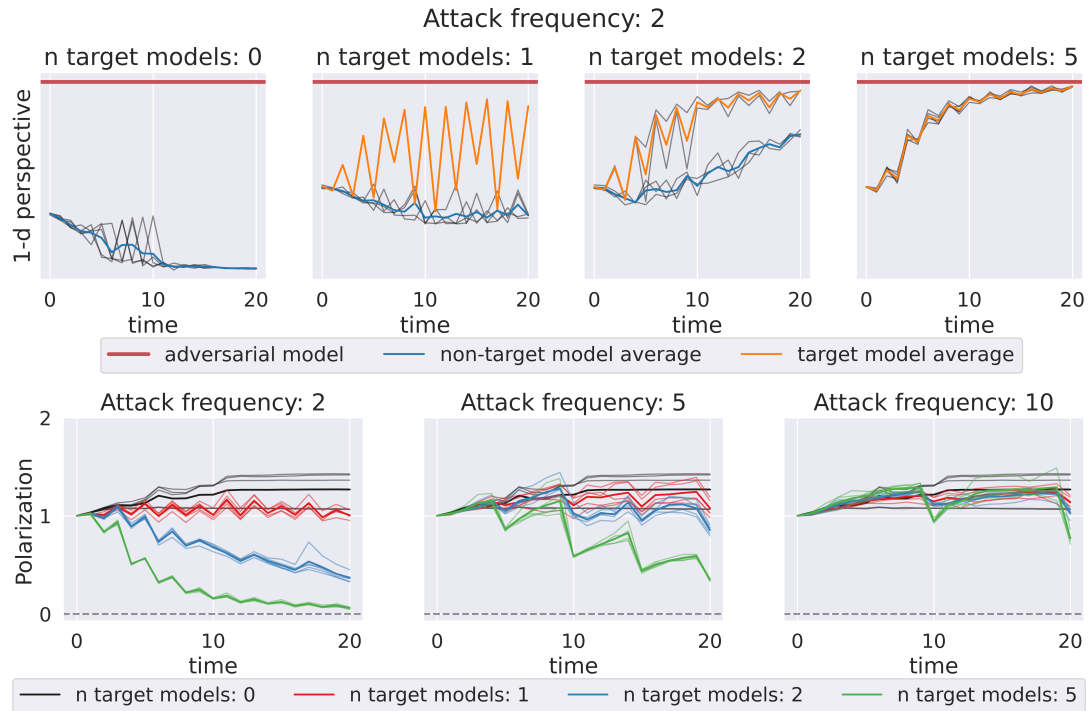 Attack frequency: 2
n target models: 0
n target models: 1
n target models: 2
n target models: 5
1-d perspective
0 10 20
0 10 20
0 10 20
0 10 20
time
time
time
time
adversarial model
non-target model average
target model average
Attack frequency: 2
Attack frequency: 5
Attack frequency: 10
Polarization
2
1
0
0 10 20
0 10 20
0 10 20
time
time
time
n target models: 0
n target models: 1
n target models: 2
n target models: 5